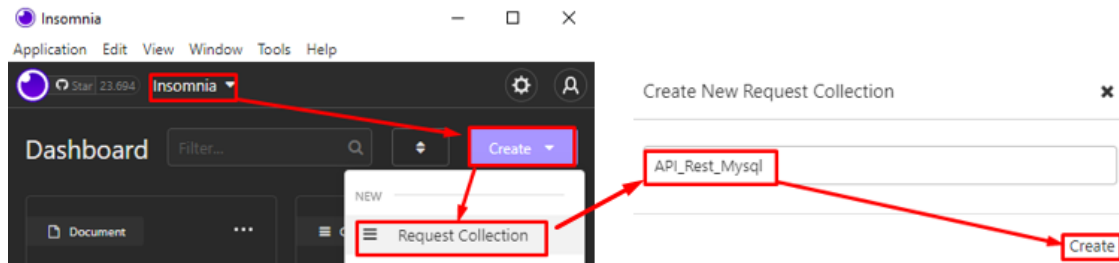 Insomnia
Application Edit View Window Tools Help
Star 23.694 Insomnia
Dashboard Filter... Create
NEW
Document
Request Collection
Create New Request Collection
API_Rest_Mysql
Create